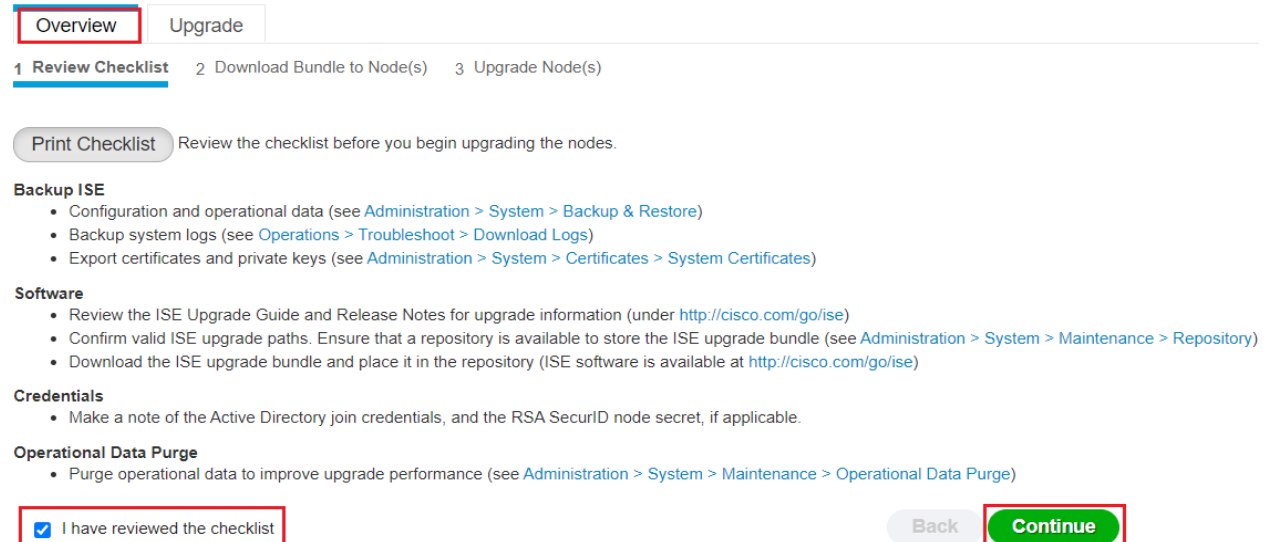 Overview Upgrade
1 Review Checklist 2 Download Bundle to Node(s) 3 Upgrade Node(s)
Print Checklist Review the checklist before you begin upgrading the nodes.
Backup ISE
• Configuration and operational data (see Administration > System > Backup & Restore)
• Backup system logs (see Operations > Troubleshoot > Download Logs)
• Export certificates and private keys (see Administration > System > Certificates > System Certificates)
Software
• Review the ISE Upgrade Guide and Release Notes for upgrade information (under http://cisco.com/go/ise)
• Confirm valid ISE upgrade paths. Ensure that a repository is available to store the ISE upgrade bundle (see Administration > System > Maintenance > Repository)
• Download the ISE upgrade bundle and place it in the repository (ISE software is available at http://cisco.com/go/ise)
Credentials
• Make a note of the Active Directory join credentials, and the RSA SecurID node secret, if applicable.
Operational Data Purge
• Purge operational data to improve upgrade performance (see Administration > System > Maintenance > Operational Data Purge)
I have reviewed the checklist Back Continue